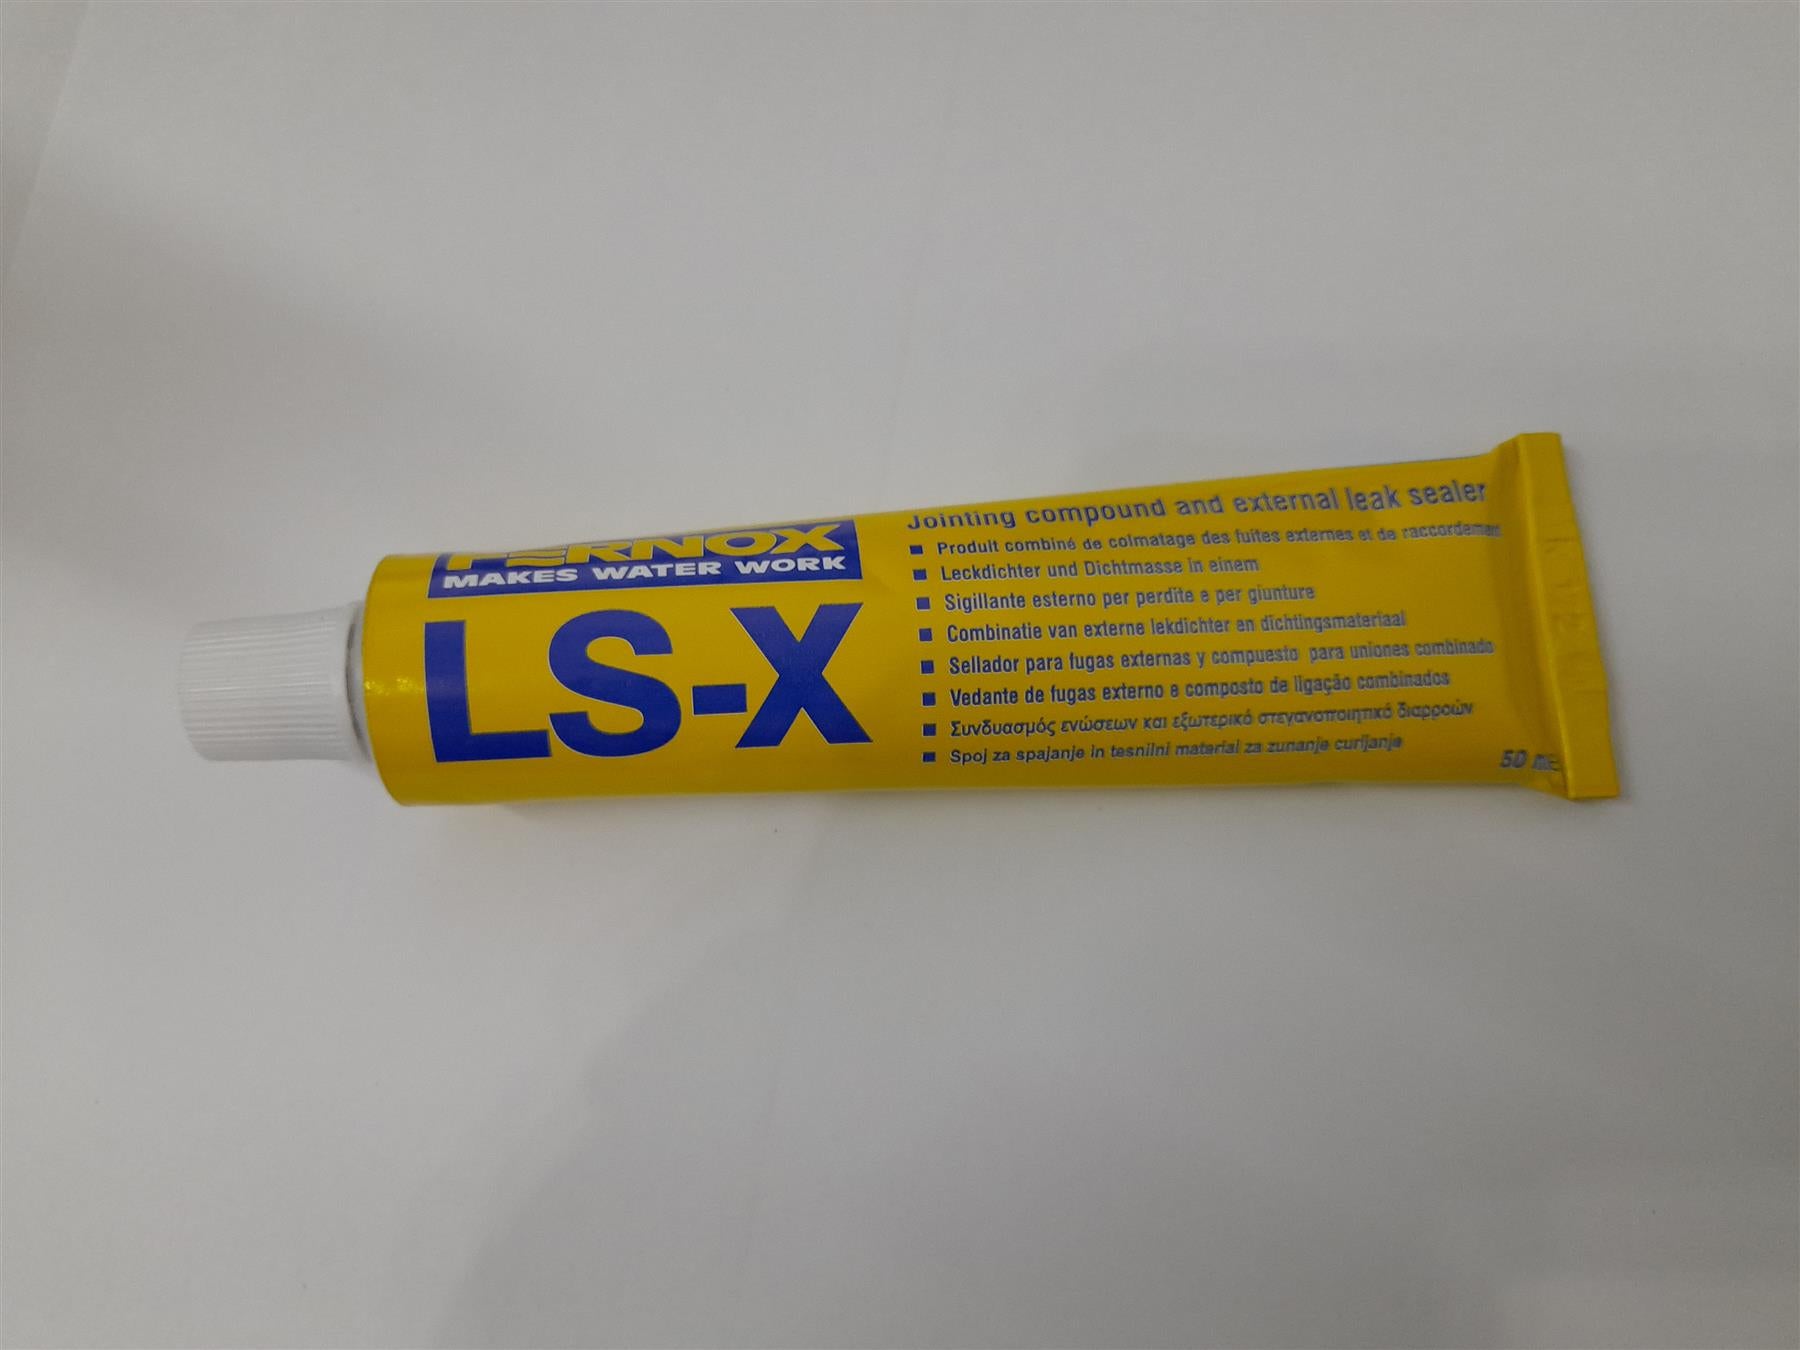 FERNOX
MAKES WATER WORK
LS-X
Jointing compound and external leak sealer
Produit combiné de colmatage des fuites externes et de raccordement
Leckdichter und Dichtmasse in einem
Sigillante esterno per perdite e per giunture
Combinatie van externe lekdichter en dichtingsmateriaal
Sellador para fugas externas y compuesto para uniones combinado
Vedante de fugas externo e composto de ligação combinados
Συνδυασμός ενώσεων και εξωτερικό στεγανοποιητικό διαρροών
Spoj za spajanje in tesnilni material za zunanje curljanje
50 ml